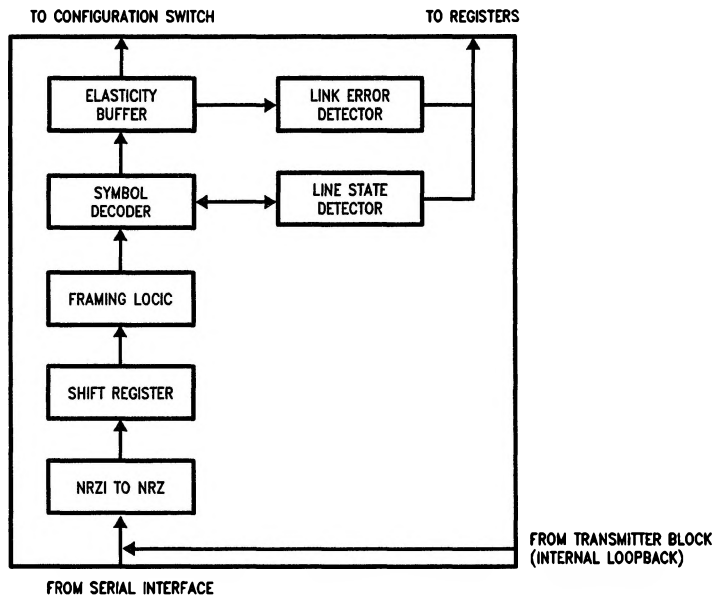 TO CONFIGURATION SWITCH
TO REGISTERS
ELASTICITY
BUFFER
LINK ERROR
DETECTOR
SYMBOL
DECODER
LINE STATE
DETECTOR
FRAMING LOGIC
SHIFT REGISTER
NRZI TO NRZ
FROM TRANSMITTER BLOCK
(INTERNAL LOOPBACK)
FROM SERIAL INTERFACE